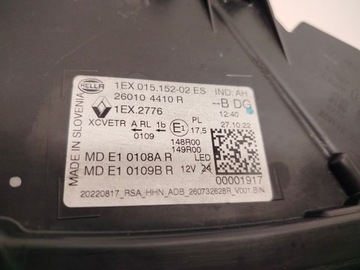 HELLA
1EX 015.152-02 ES
IND: AH
26010 4410 R
--B DG
1EX.2776
12:40
27.10.22
XCVETR A RL 1b
E1
PL
17.5
0109
148R00
149R00
MD E1 0108A R
LED
MD E1 0109B R
12V
00001917
20220817_RSA_HHN_ADB_260732628R_V001.BIN
MADE IN SLOVENIA